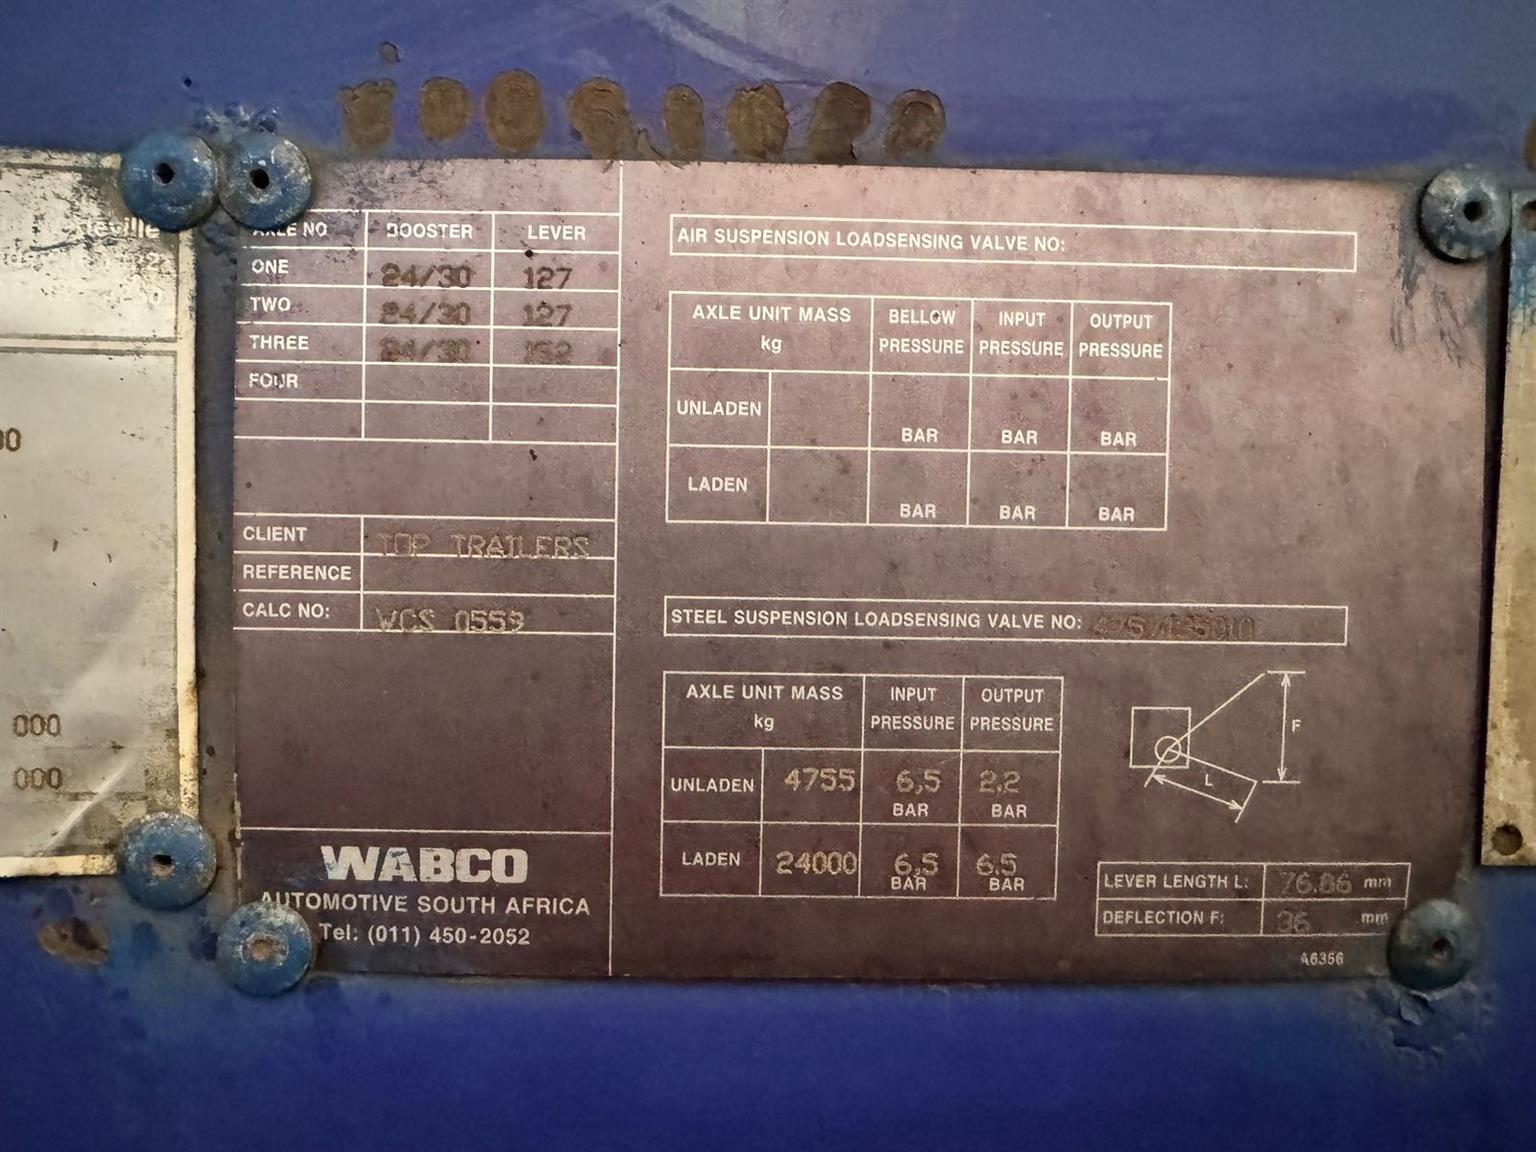 000
000
AXLE NO BOOSTER LEVER
ONE 24/30 127
TWO 24/30 127
THREE 24/30 152
FOUR
CLIENT TOP TRAILERS
REFERENCE
CALC NO: WCS 0559
WABCO
AUTOMOTIVE SOUTH AFRICA
Tel: (011) 450-2052
AIR SUSPENSION LOADSENSING VALVE NO:
AXLE UNIT MASS kg BELLOW PRESSURE INPUT PRESSURE OUTPUT PRESSURE
UNLADEN BAR BAR BAR
LADEN BAR BAR BAR
STEEL SUSPENSION LOADSENSING VALVE NO:
AXLE UNIT MASS kg INPUT PRESSURE OUTPUT PRESSURE
UNLADEN 4755 6,5 BAR 2,2 BAR
LADEN 24000 6,5 BAR 6,5 BAR
F
L
LEVER LENGTH L: 76.86 mm
DEFLECTION F: 36 mm
A6356